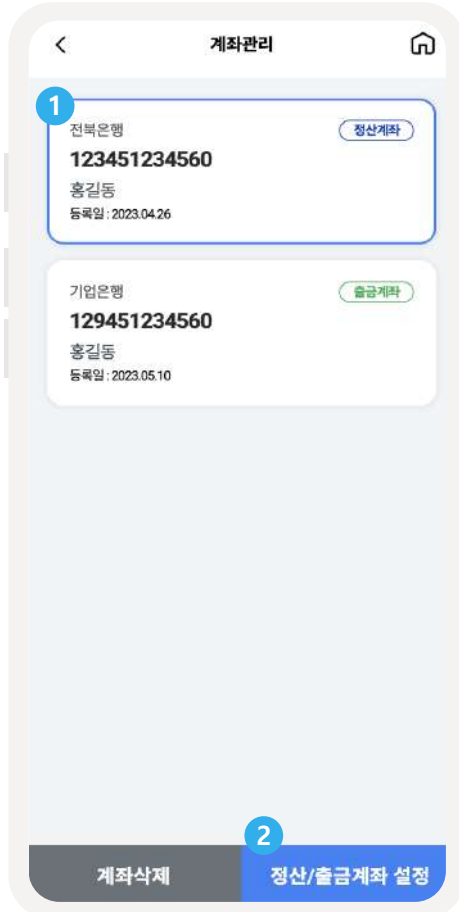 계좌관리
1
전북은행 정산계좌
123451234560
홍길동
등록일 : 2023.04.26
기업은행 출금계좌
129451234560
홍길동
등록일 : 2023.05.10
2
계좌삭제 정산/출금계좌 설정